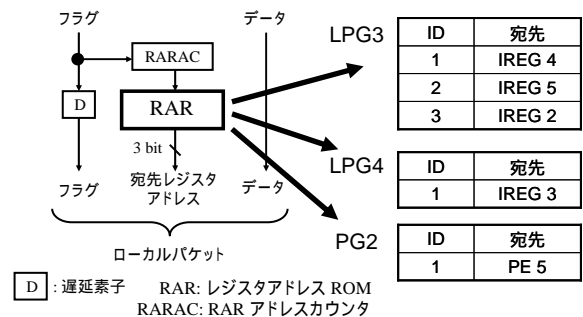 フラグ
データ
RARAC
D
RAR
3 bit
フラグ
宛先レジスタ
アドレス
データ
ローカルパケット
LPG3
ID 宛先
1 IREG 4
2 IREG 5
3 IREG 2
LPG4
ID 宛先
1 IREG 3
PG2
ID 宛先
1 PE 5
D : 遅延素子
RAR: レジスタアドレス ROM
RARAC: RAR アドレスカウンタ